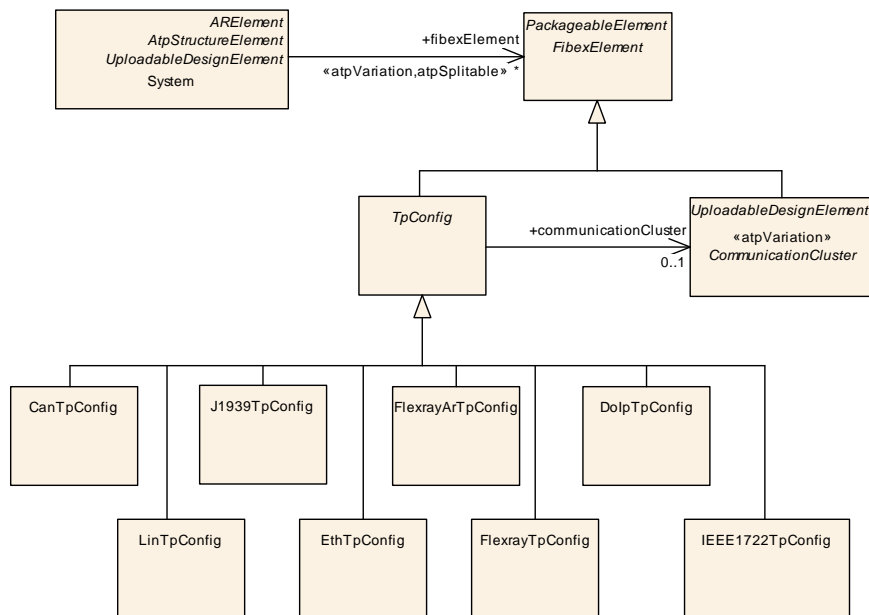 ARElement
AtpStructureElement
UploadableDesignElement
System
+fibexElement
«atpVariation,atpSplitable» *
PackageableElement
FibexElement
TpConfig
+communicationCluster
0..1
UploadableDesignElement
«atpVariation»
CommunicationCluster
CanTpConfig
J1939TpConfig
FlexrayArTpConfig
DoIpTpConfig
LinTpConfig
EthTpConfig
FlexrayTpConfig
IEEE1722TpConfig